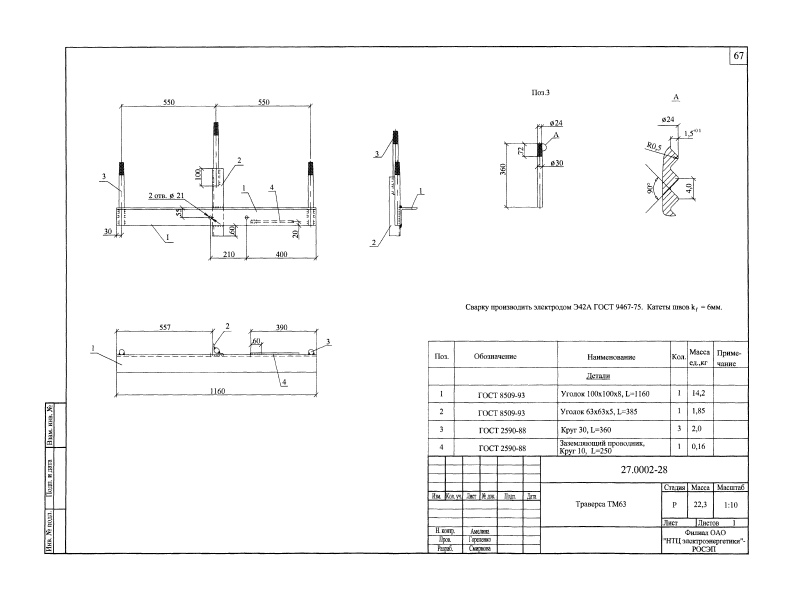 67
Поз.3
А
550
550
ø24
ø24
1,5+0,5
А
3
2
100
3
72
R0,5
ø30
360
1
4
2 отв. ø 21
1
90°
4,0
55
30
1
60
20
2
210
400
Сварку производить электродом Э42А ГОСТ 9467-75. Катеты швов kf = 6мм.
557
2
390
1
60
3
4
1160
Поз. Обозначение Наименование Кол. Масса ед.,кг Приме-чание
Детали
1 ГОСТ 8509-93 Уголок 100х100х8, L=1160 1 14,2
2 ГОСТ 8509-93 Уголок 63х63х5, L=385 1 1,85
3 ГОСТ 2590-88 Круг 30, L=360 3 2,0
4 ГОСТ 2590-88 Заземляющий проводник, Круг 10, L=250 1 0,16
27.0002-28
Изм. Кол. уч. Лист № док. Подп. Дата
Траверса ТМ63
Стадия Масса Масштаб
Р 22,3 1:10
Лист Листов 1
Н. контр. Амелина
Пров. Гореленко
Разраб. Смирнова
Филиал ОАО
"НТЦ электроэнергетики"-
РОСЭП
Взам. инв. №
Подп. и дата
Инв. № подл.